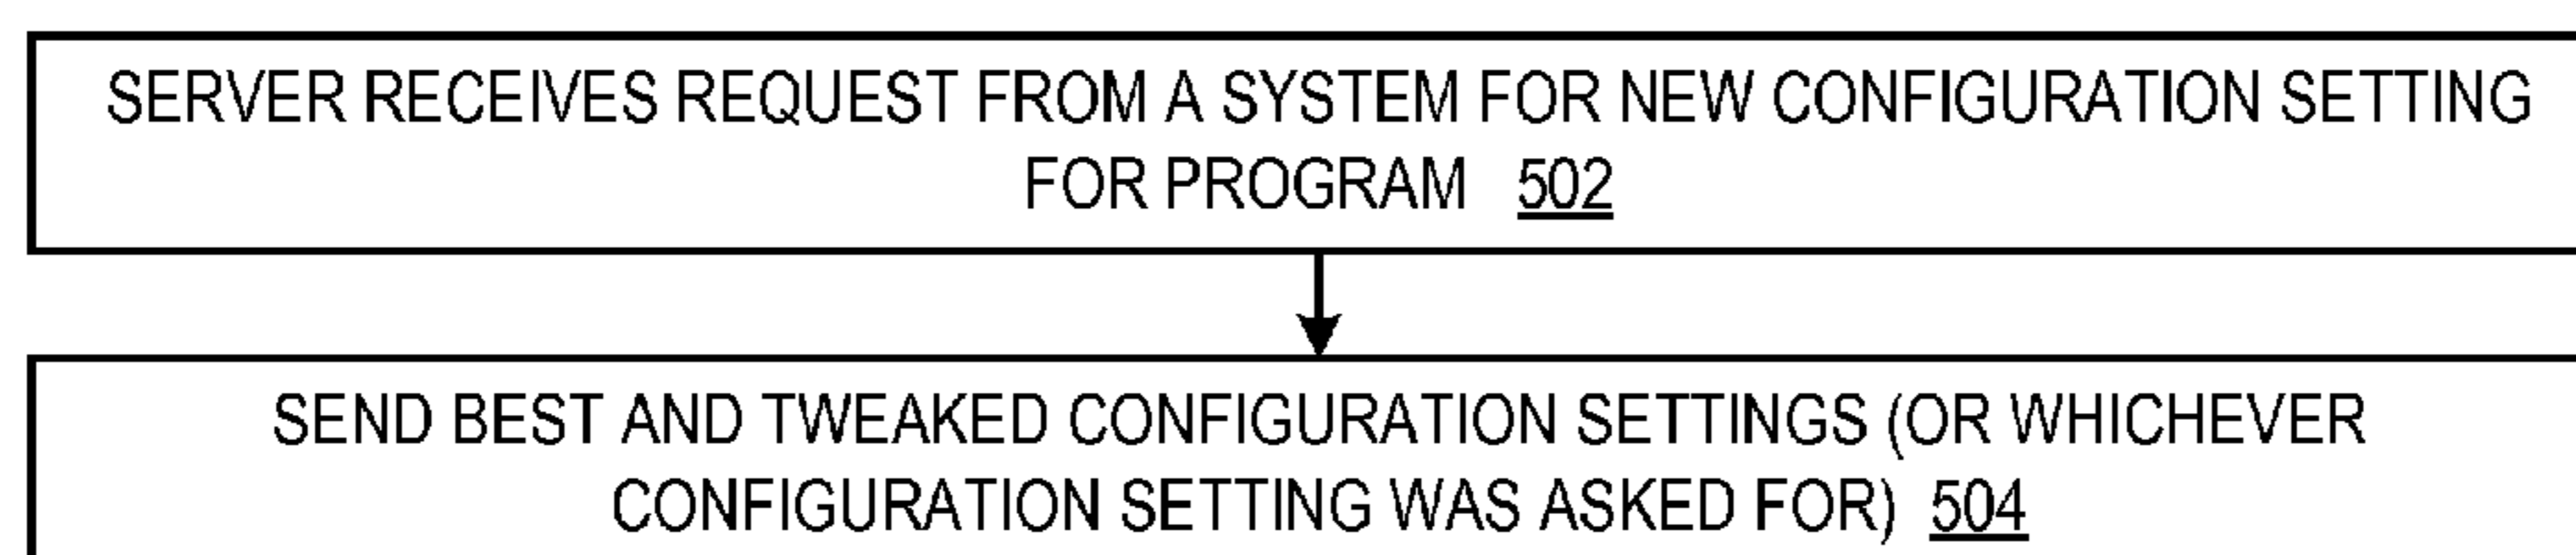 SERVER RECEIVES REQUEST FROM A SYSTEM FOR NEW CONFIGURATION SETTING
FOR PROGRAM 502
SEND BEST AND TWEAKED CONFIGURATION SETTINGS (OR WHICHEVER
CONFIGURATION SETTING WAS ASKED FOR) 504